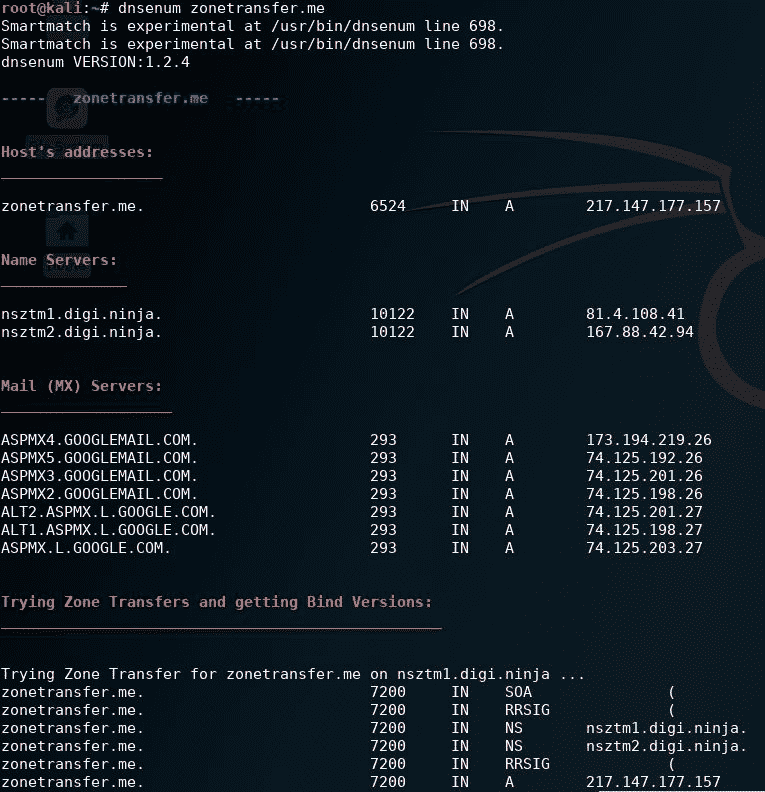 root@kali:~# dnsenum zonetransfer.me
Smartmatch is experimental at /usr/bin/dnsenum line 698.
Smartmatch is experimental at /usr/bin/dnsenum line 698.
dnsenum VERSION:1.2.4
----- zonetransfer.me -----
Host's addresses:
__________________
zonetransfer.me. 6524 IN A 217.147.177.157
Name Servers:
______________
nsztm1.digi.ninja. 10122 IN A 81.4.108.41
nsztm2.digi.ninja. 10122 IN A 167.88.42.94
Mail (MX) Servers:
___________________
ASPMX4.GOOGLEMAIL.COM. 293 IN A 173.194.219.26
ASPMX5.GOOGLEMAIL.COM. 293 IN A 74.125.192.26
ASPMX3.GOOGLEMAIL.COM. 293 IN A 74.125.201.26
ASPMX2.GOOGLEMAIL.COM. 293 IN A 74.125.198.26
ALT2.ASPMX.L.GOOGLE.COM. 293 IN A 74.125.201.27
ALT1.ASPMX.L.GOOGLE.COM. 293 IN A 74.125.198.27
ASPMX.L.GOOGLE.COM. 293 IN A 74.125.203.27
Trying Zone Transfers and getting Bind Versions:
_________________________________________________
Trying Zone Transfer for zonetransfer.me on nsztm1.digi.ninja ...
zonetransfer.me. 7200 IN SOA (
zonetransfer.me. 7200 IN RRSIG (
zonetransfer.me. 7200 IN NS nsztm1.digi.ninja.
zonetransfer.me. 7200 IN NS nsztm2.digi.ninja.
zonetransfer.me. 7200 IN RRSIG (
zonetransfer.me. 7200 IN A 217.147.177.157